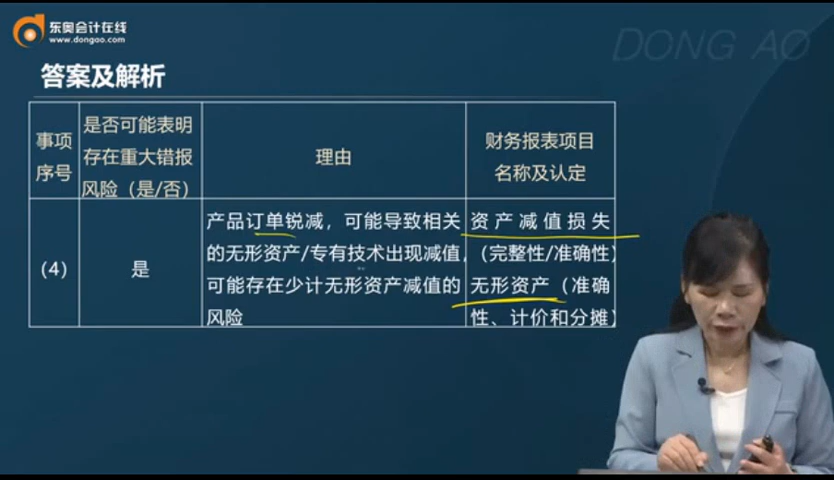 东奥会计在线
www.dongao.com
DONG AO
答案及解析
事项
序号
是否可能表明
存在重大错报
风险（是/否）
理由
财务报表项目
名称及认定
（4）
是
产品订单锐减，可能导致相关
的无形资产/专有技术出现减值，
可能存在少计无形资产减值的
风险
资产减值损失
（完整性/准确性）
无形资产（准确
性、计价和分摊）